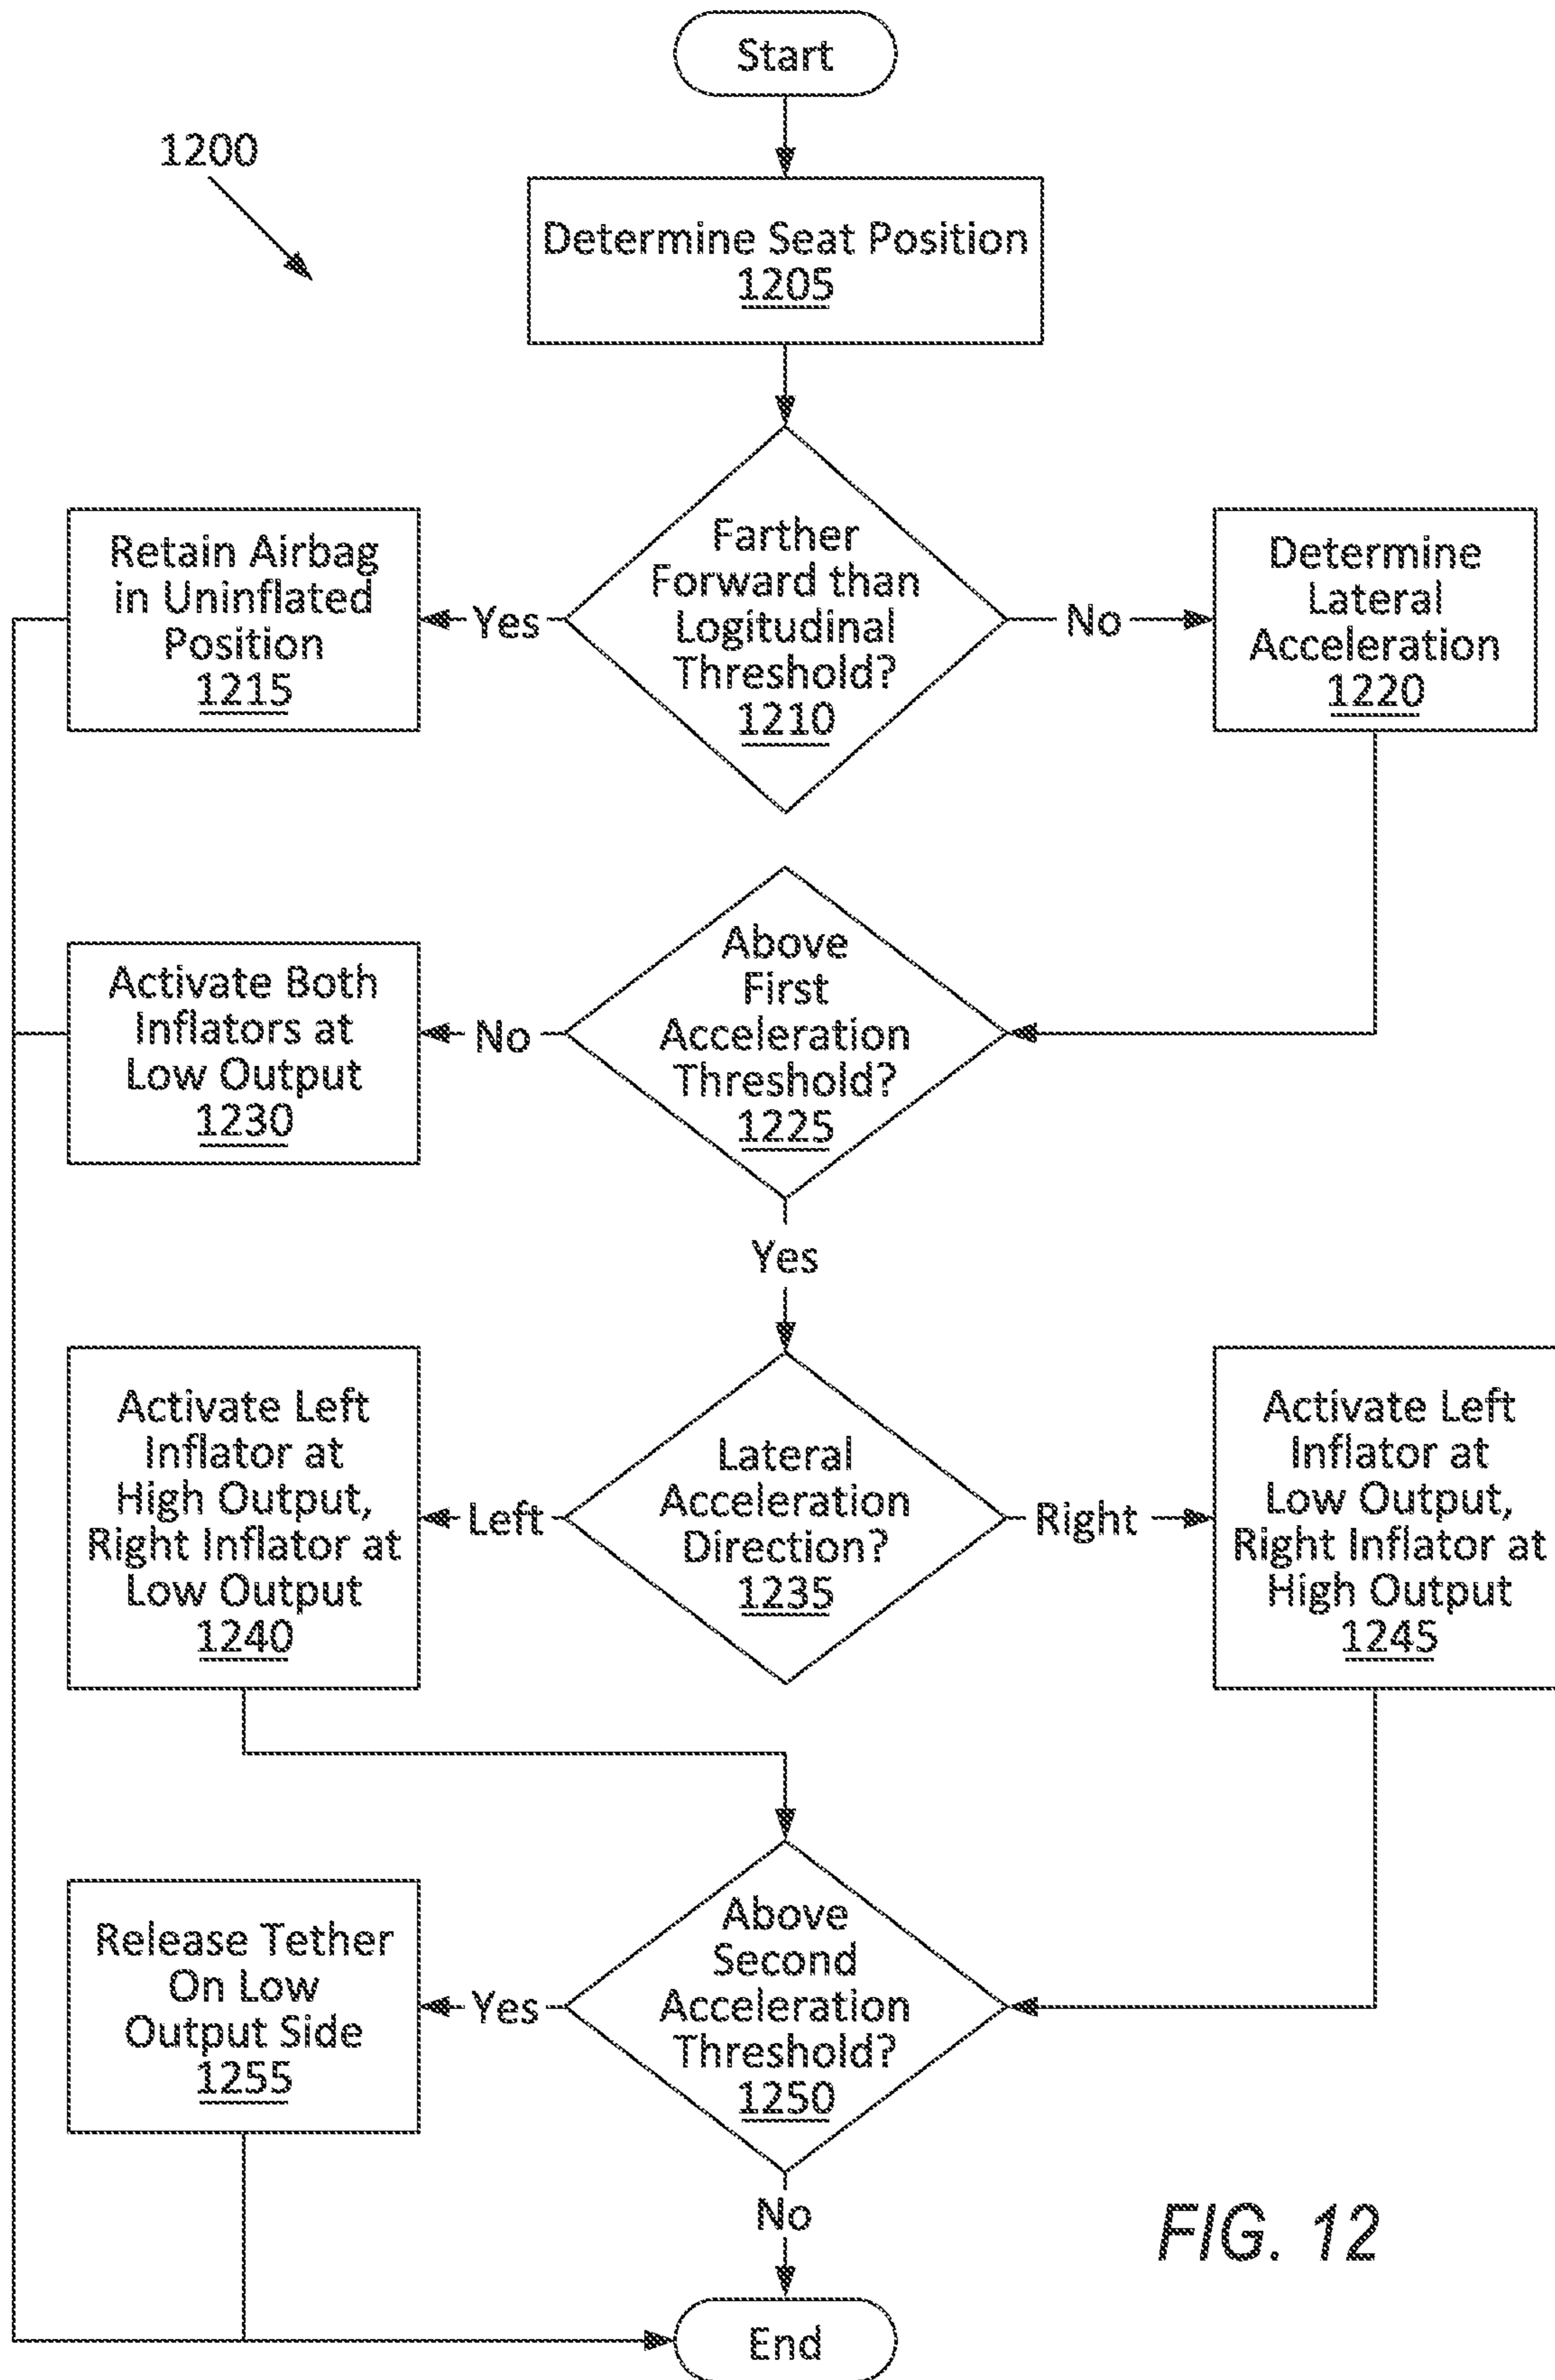 Start
1200
Determine Seat Position
1205
Farther
Forward than
Logitudinal
Threshold?
1210
Yes
No
Retain Airbag
in Uninflated
Position
1215
Determine
Lateral
Acceleration
1220
Above
First
Acceleration
Threshold?
1225
No
Yes
Activate Both
Inflators at
Low Output
1230
Lateral
Acceleration
Direction?
1235
Left
Right
Activate Left
Inflator at
High Output,
Right Inflator at
Low Output
1240
Activate Left
Inflator at
Low Output,
Right Inflator at
High Output
1245
Above
Second
Acceleration
Threshold?
1250
Yes
No
Release Tether
On Low
Output Side
1255
FIG. 12
End